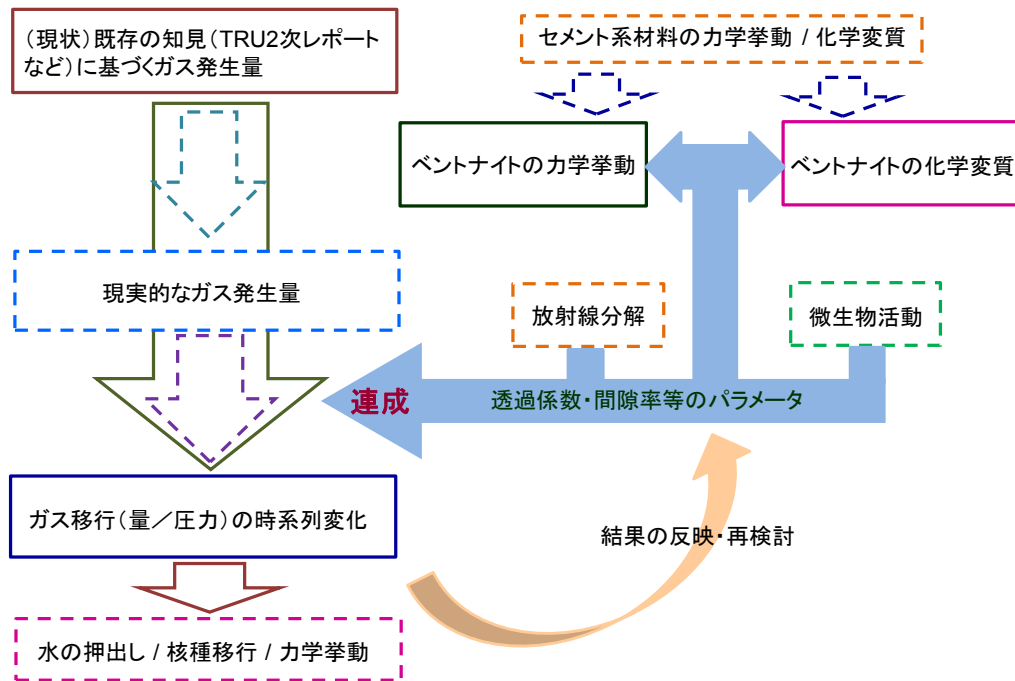 (現状)既存の知見(TRU2次レポート
など)に基づくガス発生量
セメント系材料の力学挙動 / 化学変質
ベントナイトの力学挙動
ベントナイトの化学変質
現実的なガス発生量
放射線分解
微生物活動
連成
透過係数・間隙率等のパラメータ
ガス移行(量/圧力)の時系列変化
結果の反映・再検討
水の押出し / 核種移行 / 力学挙動